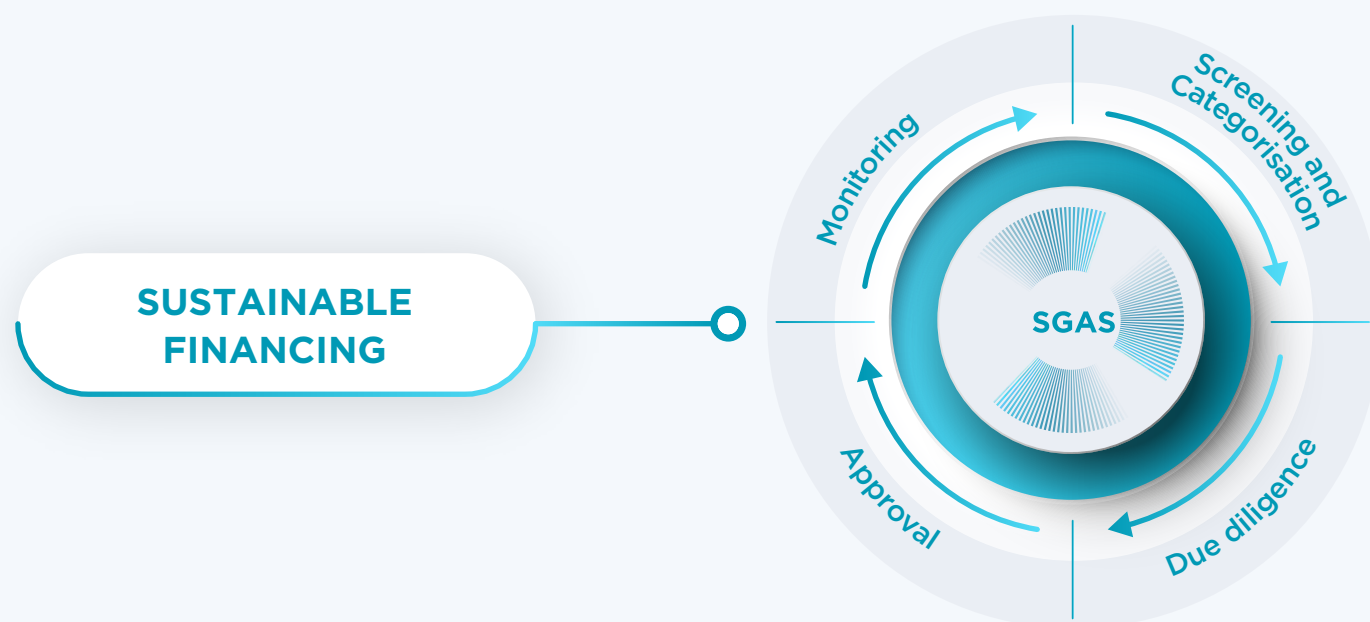 SUSTAINABLE
FINANCING
Monitoring
Screening and
Categorisation
SGAS
Approval
Due diligence